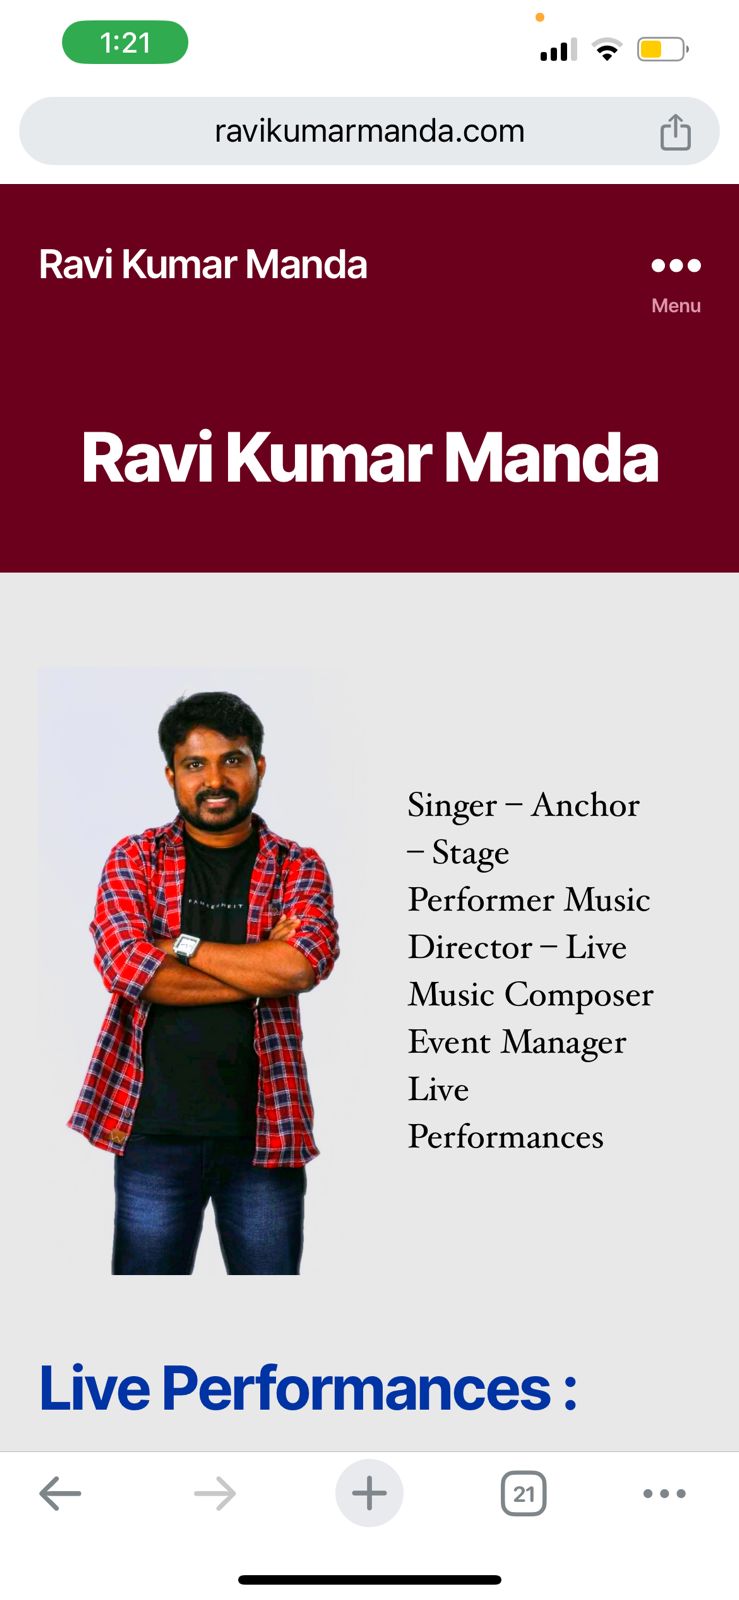 1:21
ravikumarmanda.com
Ravi Kumar Manda
Menu
Ravi Kumar Manda
FAHRENHEIT
Singer – Anchor
– Stage
Performer Music
Director – Live
Music Composer
Event Manager
Live
Performances
Live Performances :
21